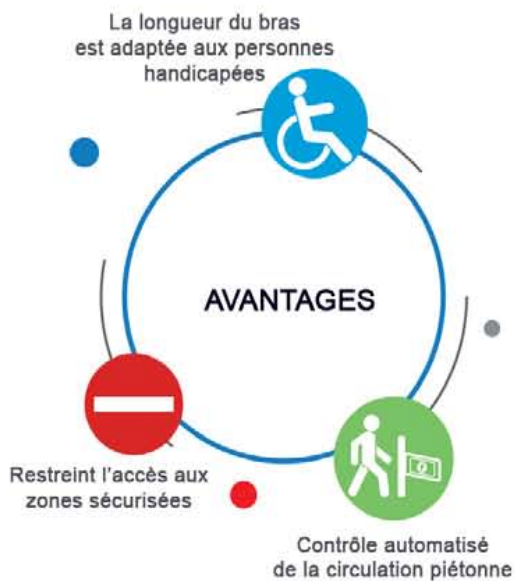 La longueur du bras
est adaptée aux personnes
handicapées
AVANTAGES
Restreint l'accès aux
zones sécurisées
Contrôle automatisé
de la circulation piétonne